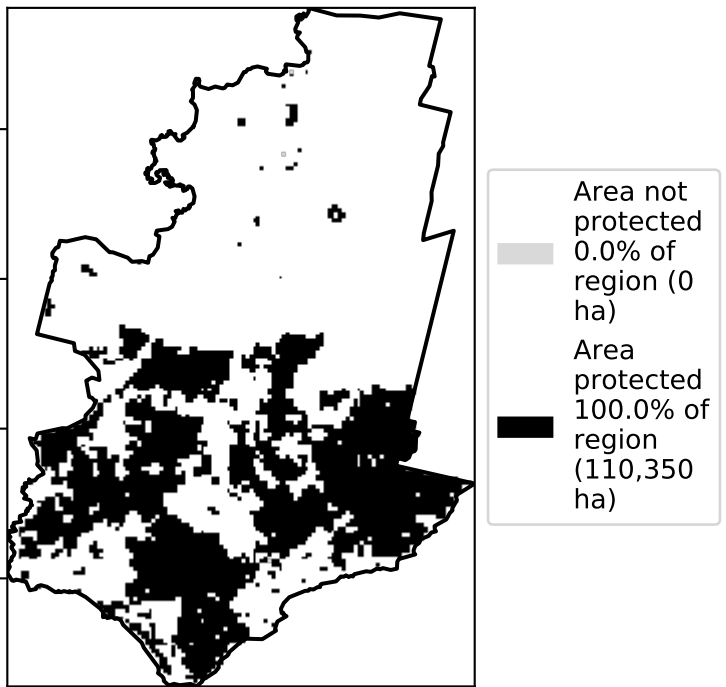 Area not
protected
0.0% of
region (0
ha)
Area
protected
100.0% of
region
(110,350
ha)